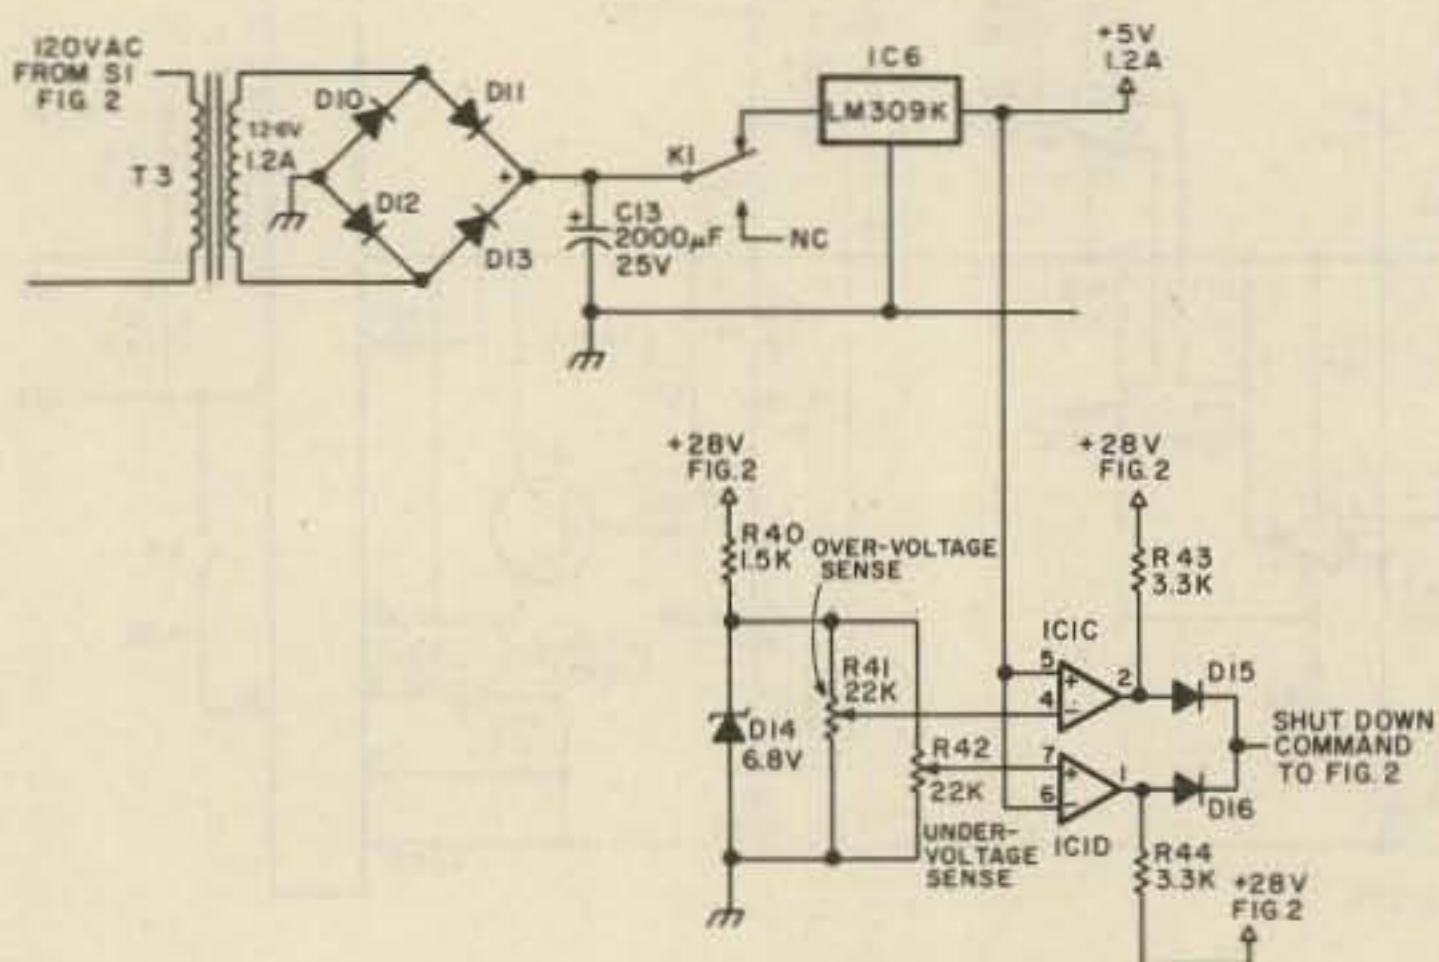 120VAC
FROM S1
FIG. 2
T3
12.6V
1.2A
D10
D11
D12
D13
+
+
C13
2000µF
25V
K1
NC
IC6
LM309K
+5V
1.2A
+28V
FIG. 2
R40
1.5K
OVER-VOLTAGE
SENSE
R41
22K
D14
6.8V
R42
22K
UNDER-
VOLTAGE
SENSE
+28V
FIG. 2
R43
3.3K
IC1C
5
+
4
-
2
D15
7
+
6
-
1
D16
IC1D
SHUT DOWN
COMMAND
TO FIG. 2
R44
3.3K
+28V
FIG 2